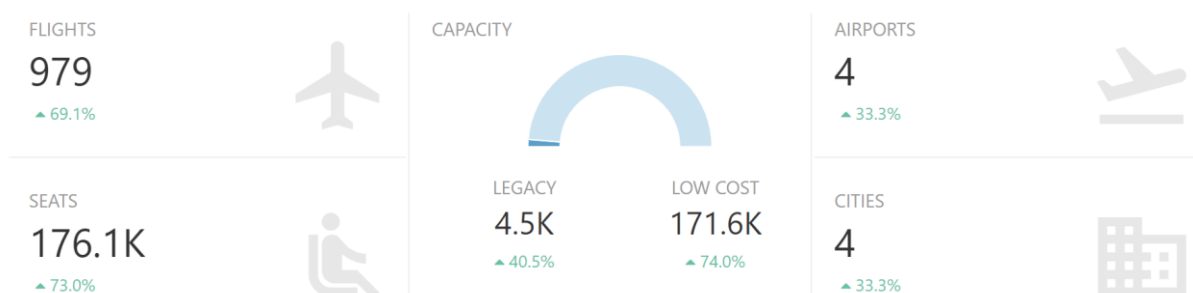 FLIGHTS
979
69.1%
SEATS
176.1K
73.0%
CAPACITY
LEGACY
4.5K
40.5%
LOW COST
171.6K
74.0%
AIRPORTS
4
33.3%
CITIES
4
33.3%